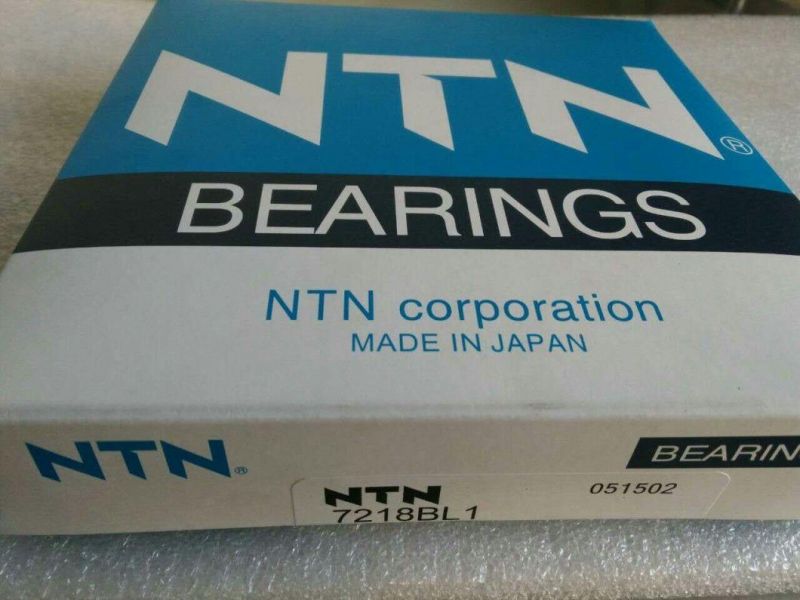 NTN®
BEARINGS
NTN corporation
MADE IN JAPAN
NTN®
BEARIN
NTN
051502
7218BL1